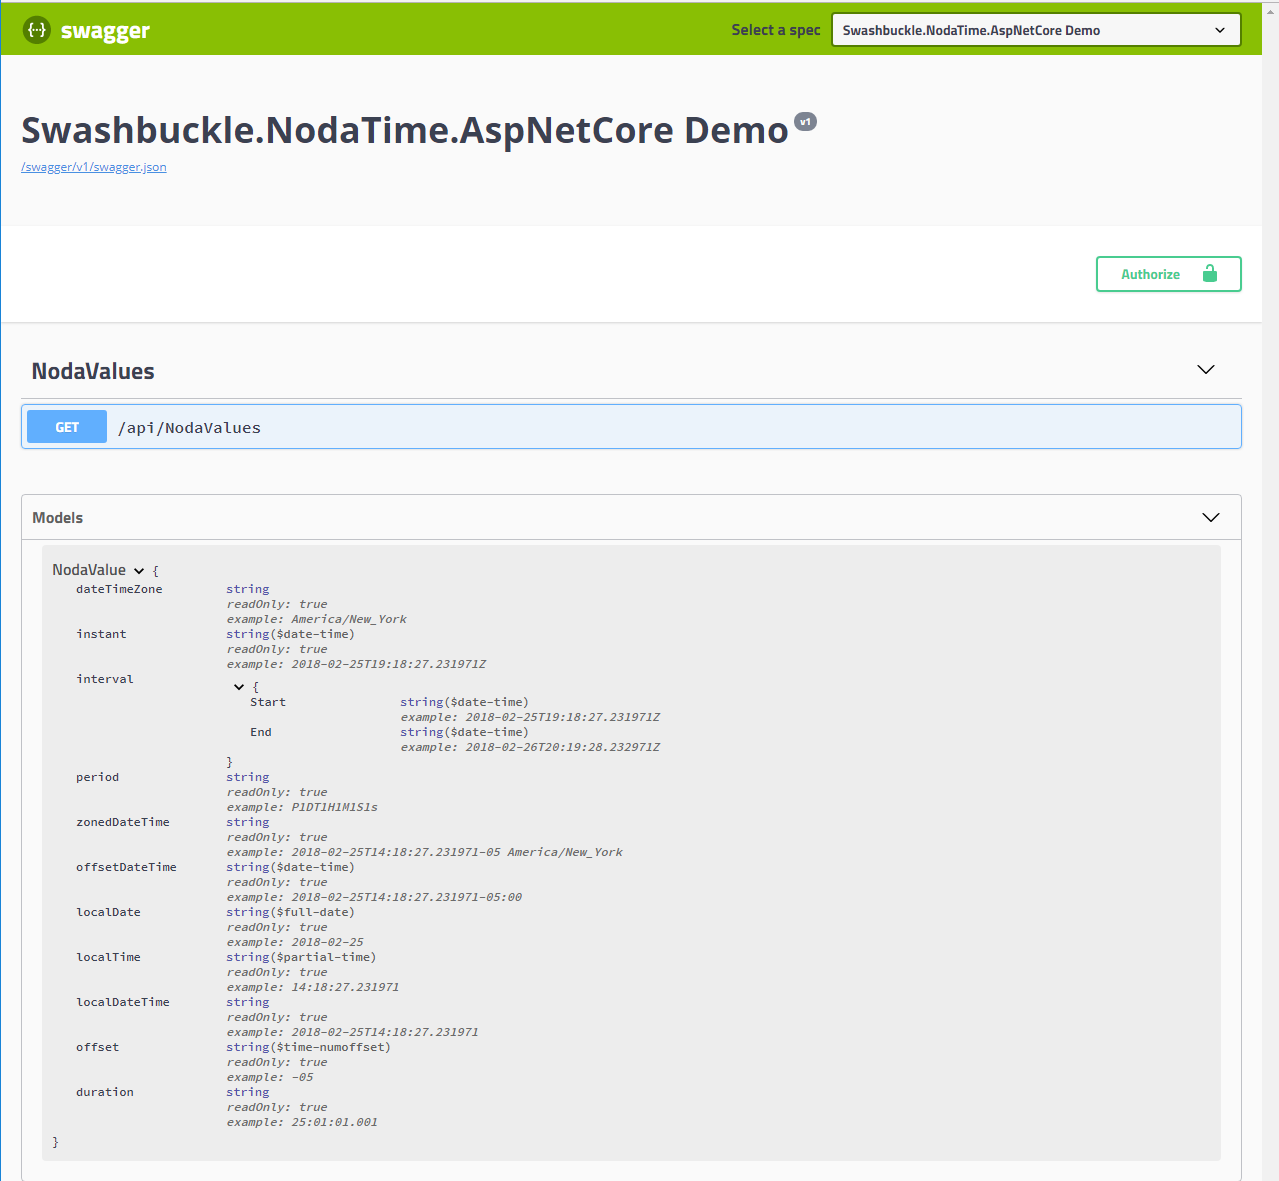 swagger
Select a spec
Swashbuckle.NodaTime.AspNetCore Demo
Swashbuckle.NodaTime.AspNetCore Demo v1
/swagger/v1/swagger.json
Authorize
NodaValues
GET /api/NodaValues
Models
NodaValue {
dateTimeZone string
readOnly: true
example: America/New_York
instant string($date-time)
readOnly: true
example: 2018-02-25T19:18:27.231971Z
interval
{
Start string($date-time)
example: 2018-02-25T19:18:27.231971Z
End string($date-time)
example: 2018-02-26T20:19:28.232971Z
}
period string
readOnly: true
example: P1DT1H1M1S1s
zonedDateTime string
readOnly: true
example: 2018-02-25T14:18:27.231971-05 America/New_York
offsetDateTime string($date-time)
readOnly: true
example: 2018-02-25T14:18:27.231971-05:00
localDate string($full-date)
readOnly: true
example: 2018-02-25
localTime string($partial-time)
readOnly: true
example: 14:18:27.231971
localDateTime string
readOnly: true
example: 2018-02-25T14:18:27.231971
offset string($time-numoffset)
readOnly: true
example: -05
duration string
readOnly: true
example: 25:01:01.001
}